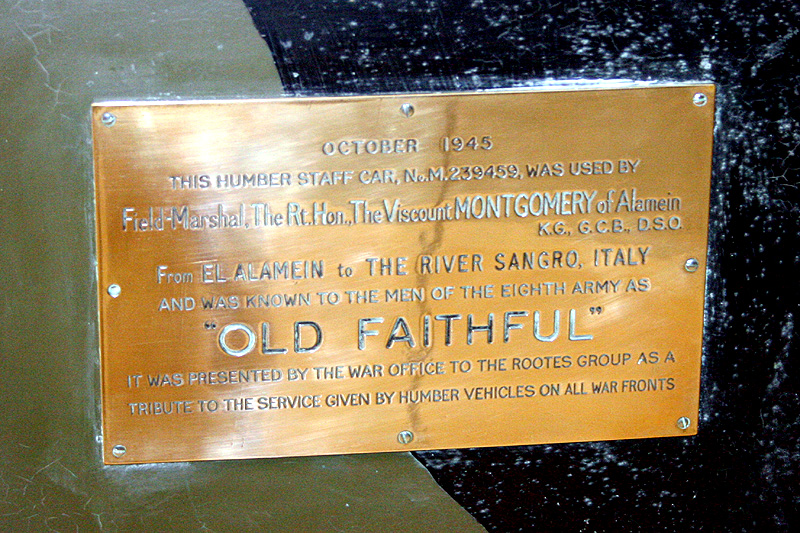 OCTOBER 1945
THIS HUMBER STAFF CAR, No.M.239459, WAS USED BY
Field-Marshal, The Rt. Hon., The Viscount MONTGOMERY of Alamein
K.G., G.C.B., D.S.O.
From EL ALAMEIN to THE RIVER SANGRO, ITALY
AND WAS KNOWN TO THE MEN OF THE EIGHTH ARMY AS
"OLD FAITHFUL"
IT WAS PRESENTED BY THE WAR OFFICE TO THE ROOTES GROUP AS A
TRIBUTE TO THE SERVICE GIVEN BY HUMBER VEHICLES ON ALL WAR FRONTS